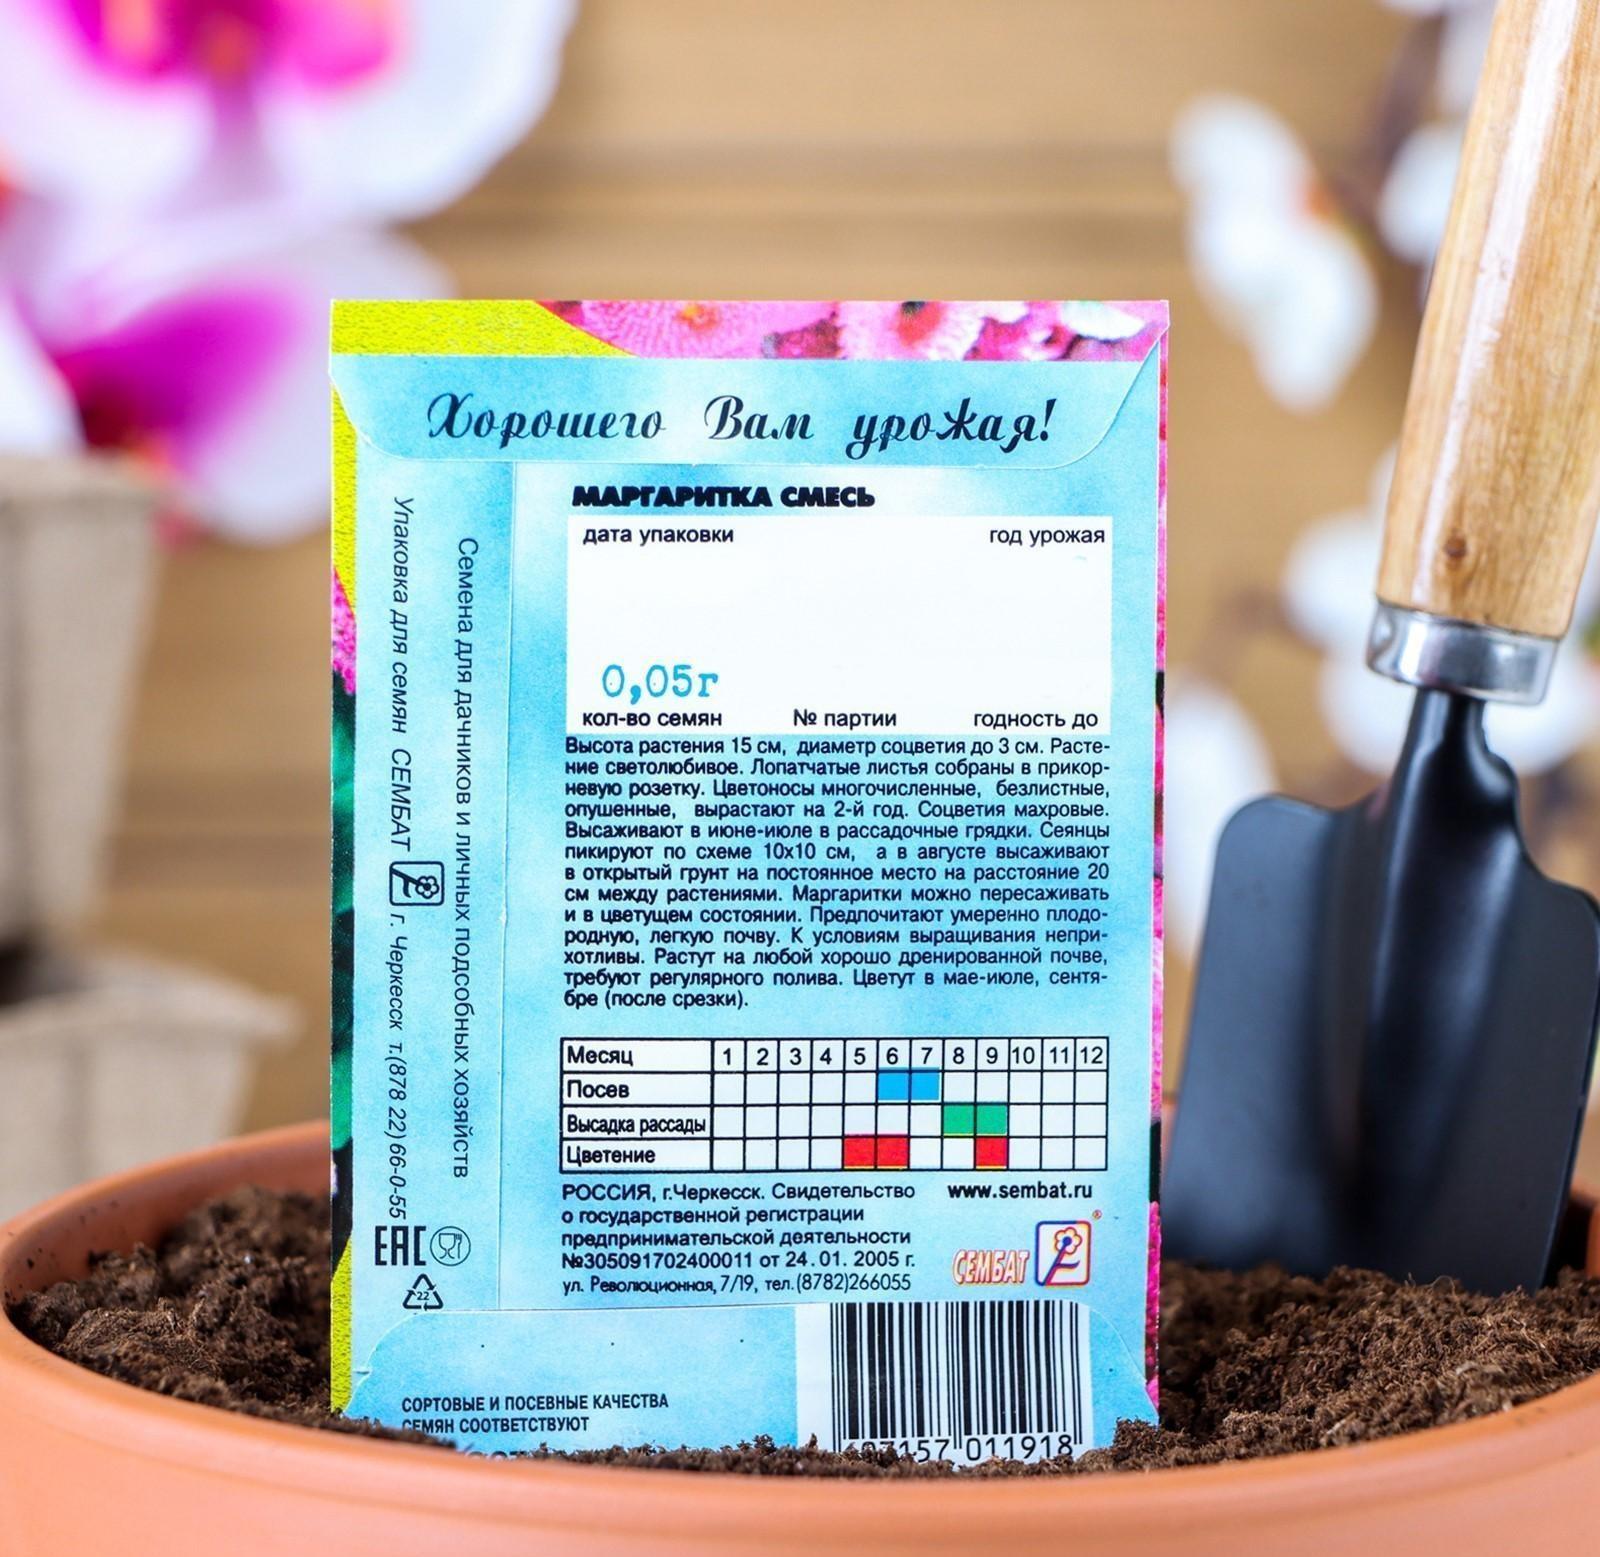 Хорошего Вам урожая!
Упаковка для семян СЕМБАТ г. Черкесск т.(878 22)66-0-55
Семена для дачников и личных подсобных хозяйств
МАРГАРИТКА СМЕСЬ
дата упаковки год урожая
0,05г
кол-во семян № партии годность до
Высота растения 15 см, диаметр соцветия до 3 см. Расте-
ние светолюбивое. Лопатчатые листья собраны в прикор-
невую розетку. Цветоносы многочисленные, безлистные,
опушенные, вырастают на 2-й год. Соцветия махровые.
Высаживают в июне-июле в рассадочные грядки. Сеянцы
пикируют по схеме 10х10 см, а в августе высаживают
в открытый грунт на постоянное место на расстояние 20
см между растениями. Маргаритки можно пересаживать
и в цветущем состоянии. Предпочитают умеренно плодо-
родную, легкую почву. К условиям выращивания непри-
хотливы. Растут на любой хорошо дренированной почве,
требуют регулярного полива. Цветут в мае-июле, сентя-
бре (после срезки).
Месяц 1 2 3 4 5 6 7 8 9 10 11 12
Посев
Высадка рассады
Цветение
РОССИЯ, г.Черкесск. Свидетельство www.sembat.ru
о государственной регистрации
предпринимательской деятельности
№305091702400011 от 24. 01. 2005 г.
ул. Революционная, 7/19, тел.(8782)266055
СЕМБАТ
ЕАС
22
СОРТОВЫЕ И ПОСЕВНЫЕ КАЧЕСТВА
СЕМЯН СООТВЕТСТВУЮТ
011918